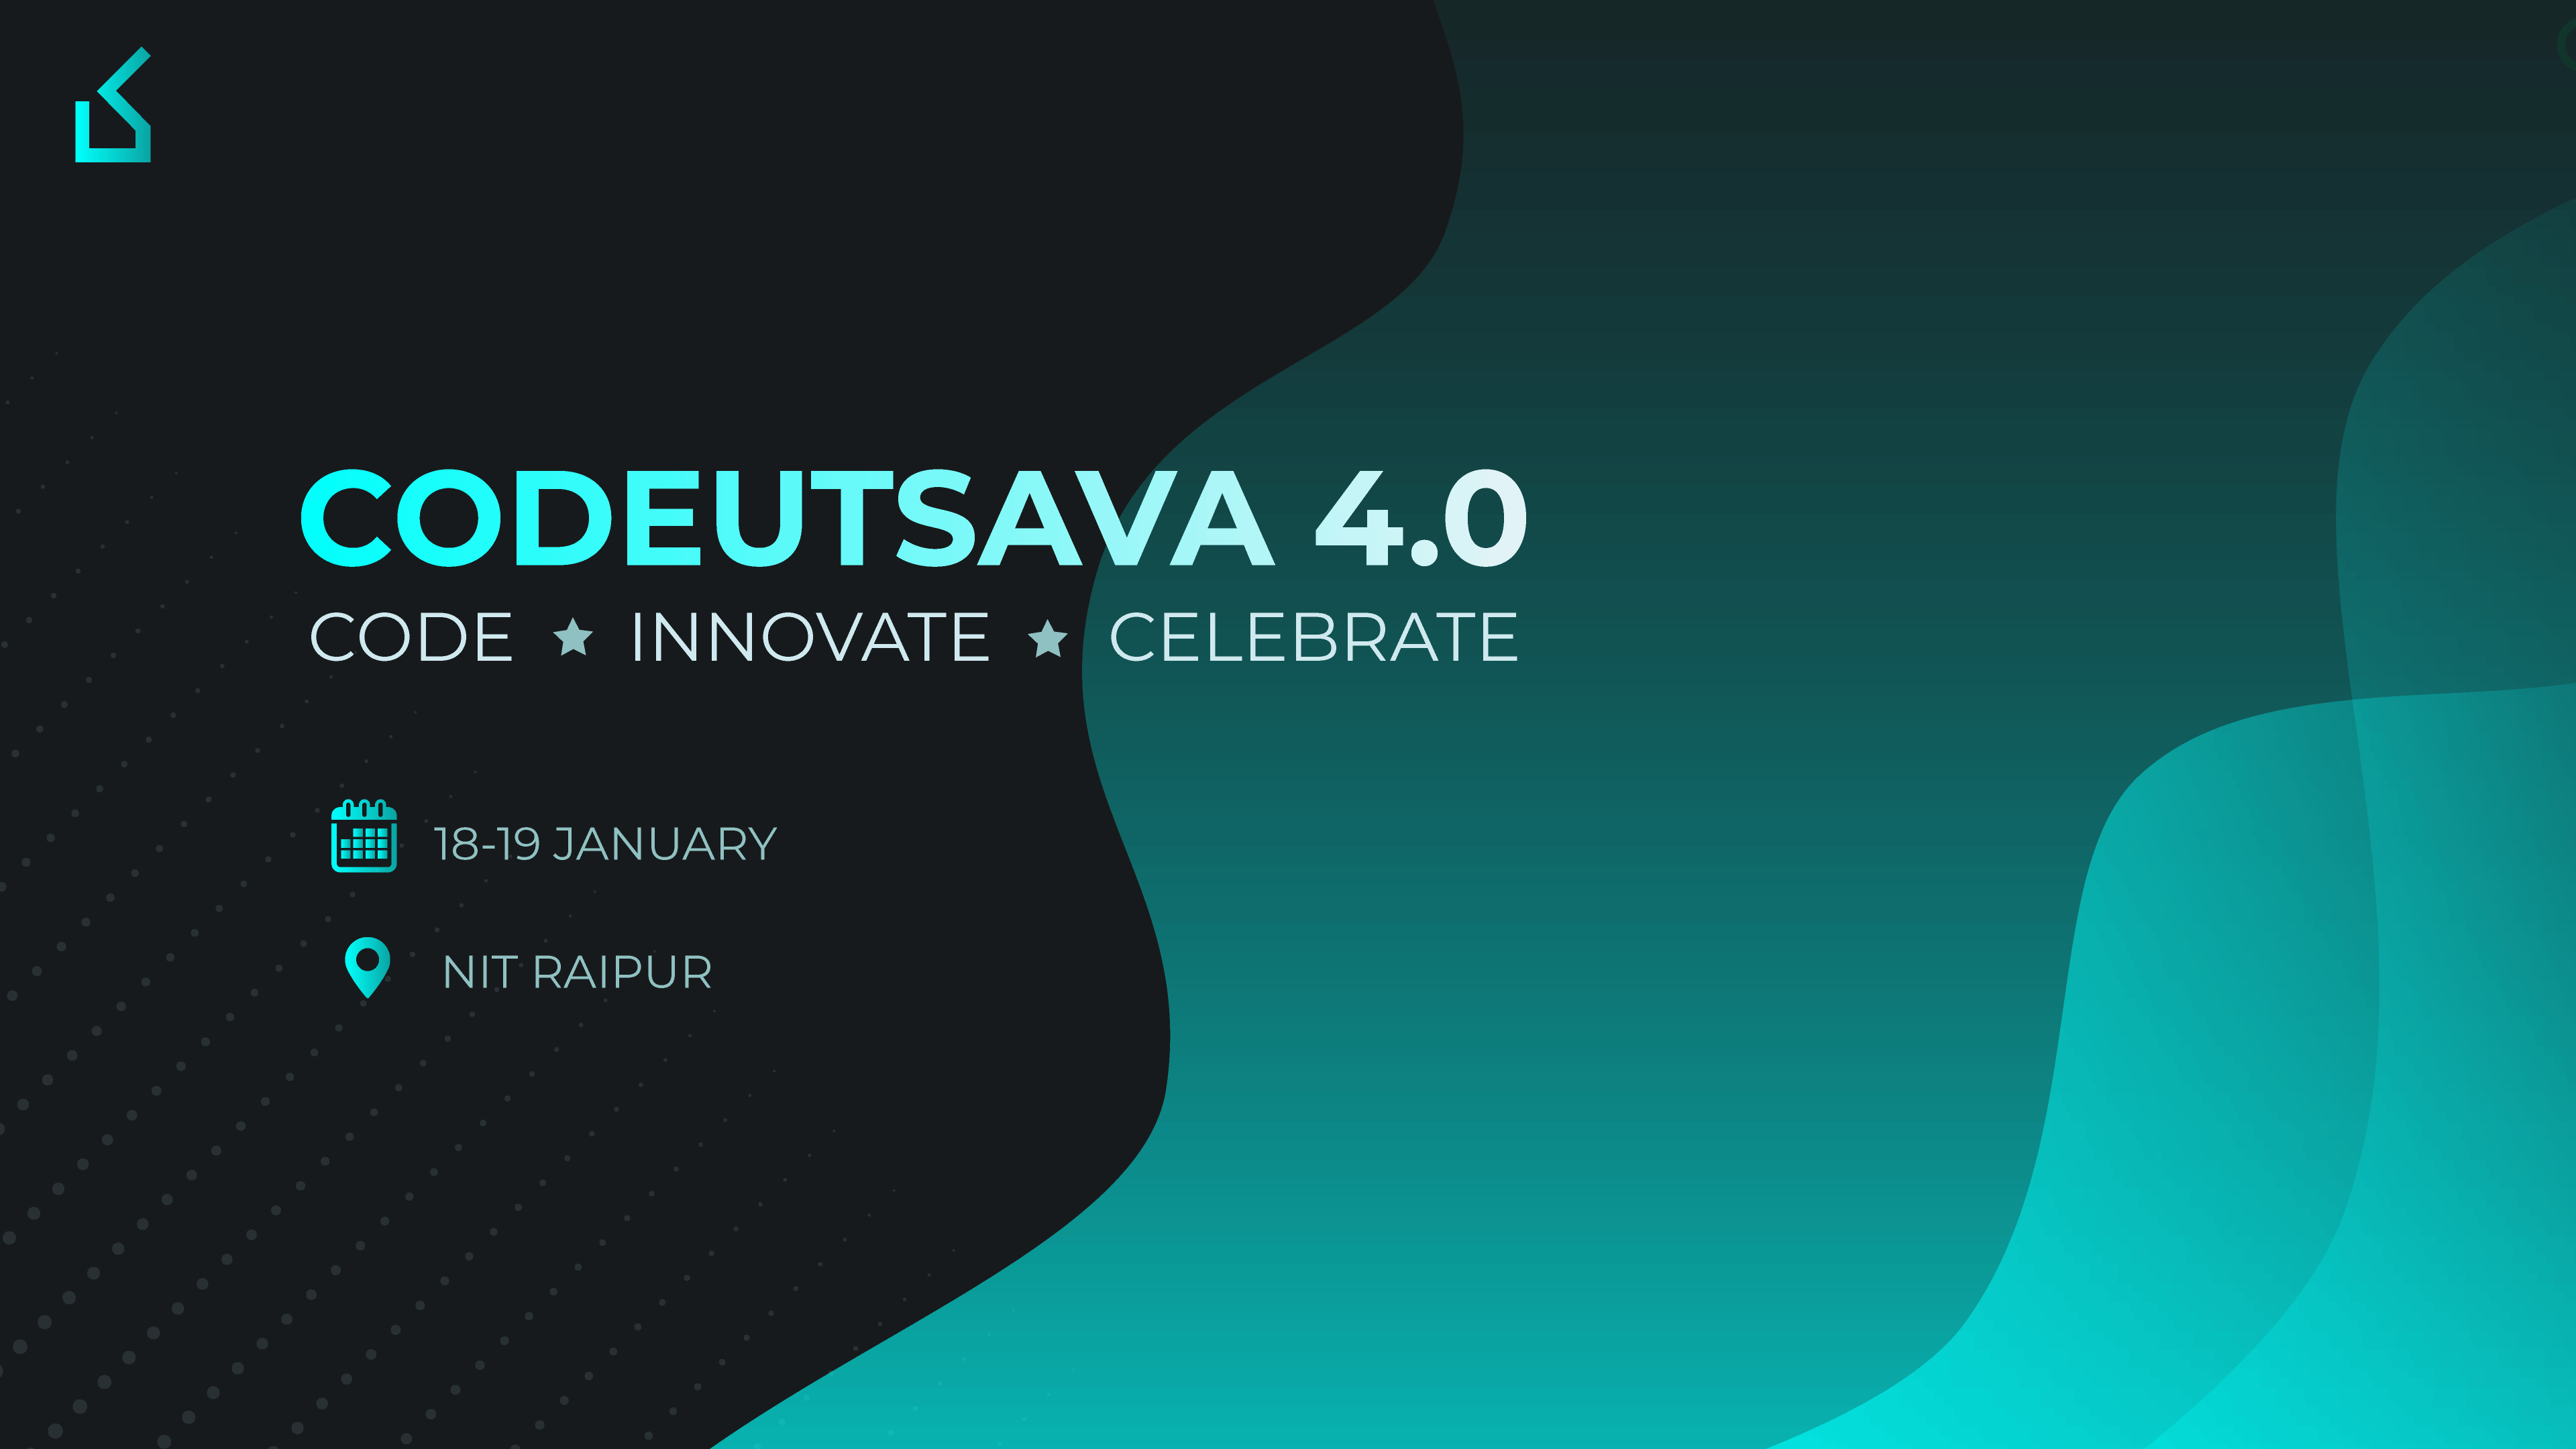 CODEUTSAVA 4.0
CODE ★ INNOVATE ★ CELEBRATE
18-19 JANUARY
NIT RAIPUR